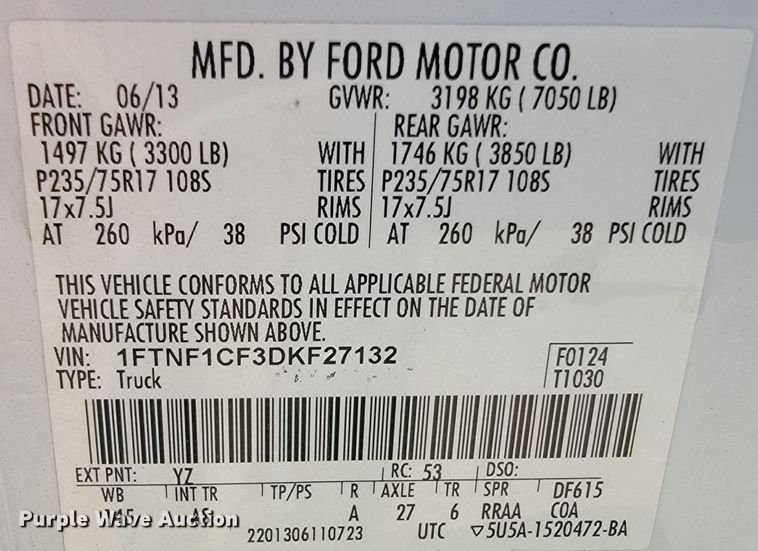 MFD. BY FORD MOTOR CO.
DATE: 06/13 GVWR: 3198 KG ( 7050 LB)
FRONT GAWR: REAR GAWR:
1497 KG ( 3300 LB) WITH 1746 KG ( 3850 LB) WITH
P235/75R17 108S TIRES P235/75R17 108S TIRES
17x7.5J RIMS 17x7.5J RIMS
AT 260 kPa/ 38 PSI COLD AT 260 kPa/ 38 PSI COLD
THIS VEHICLE CONFORMS TO ALL APPLICABLE FEDERAL MOTOR
VEHICLE SAFETY STANDARDS IN EFFECT ON THE DATE OF
MANUFACTURE SHOWN ABOVE.
VIN: 1FTNF1CF3DKF27132 F0124
TYPE: Truck T1030
EXT PNT: YZ RC: 53 DSO:
WB INT TR TP/PS R AXLE TR SPR DF615
A 27 6 RRAA COA
Purple Wave Auction
2201306110723 UTC ▽5U5A-1520472-BA